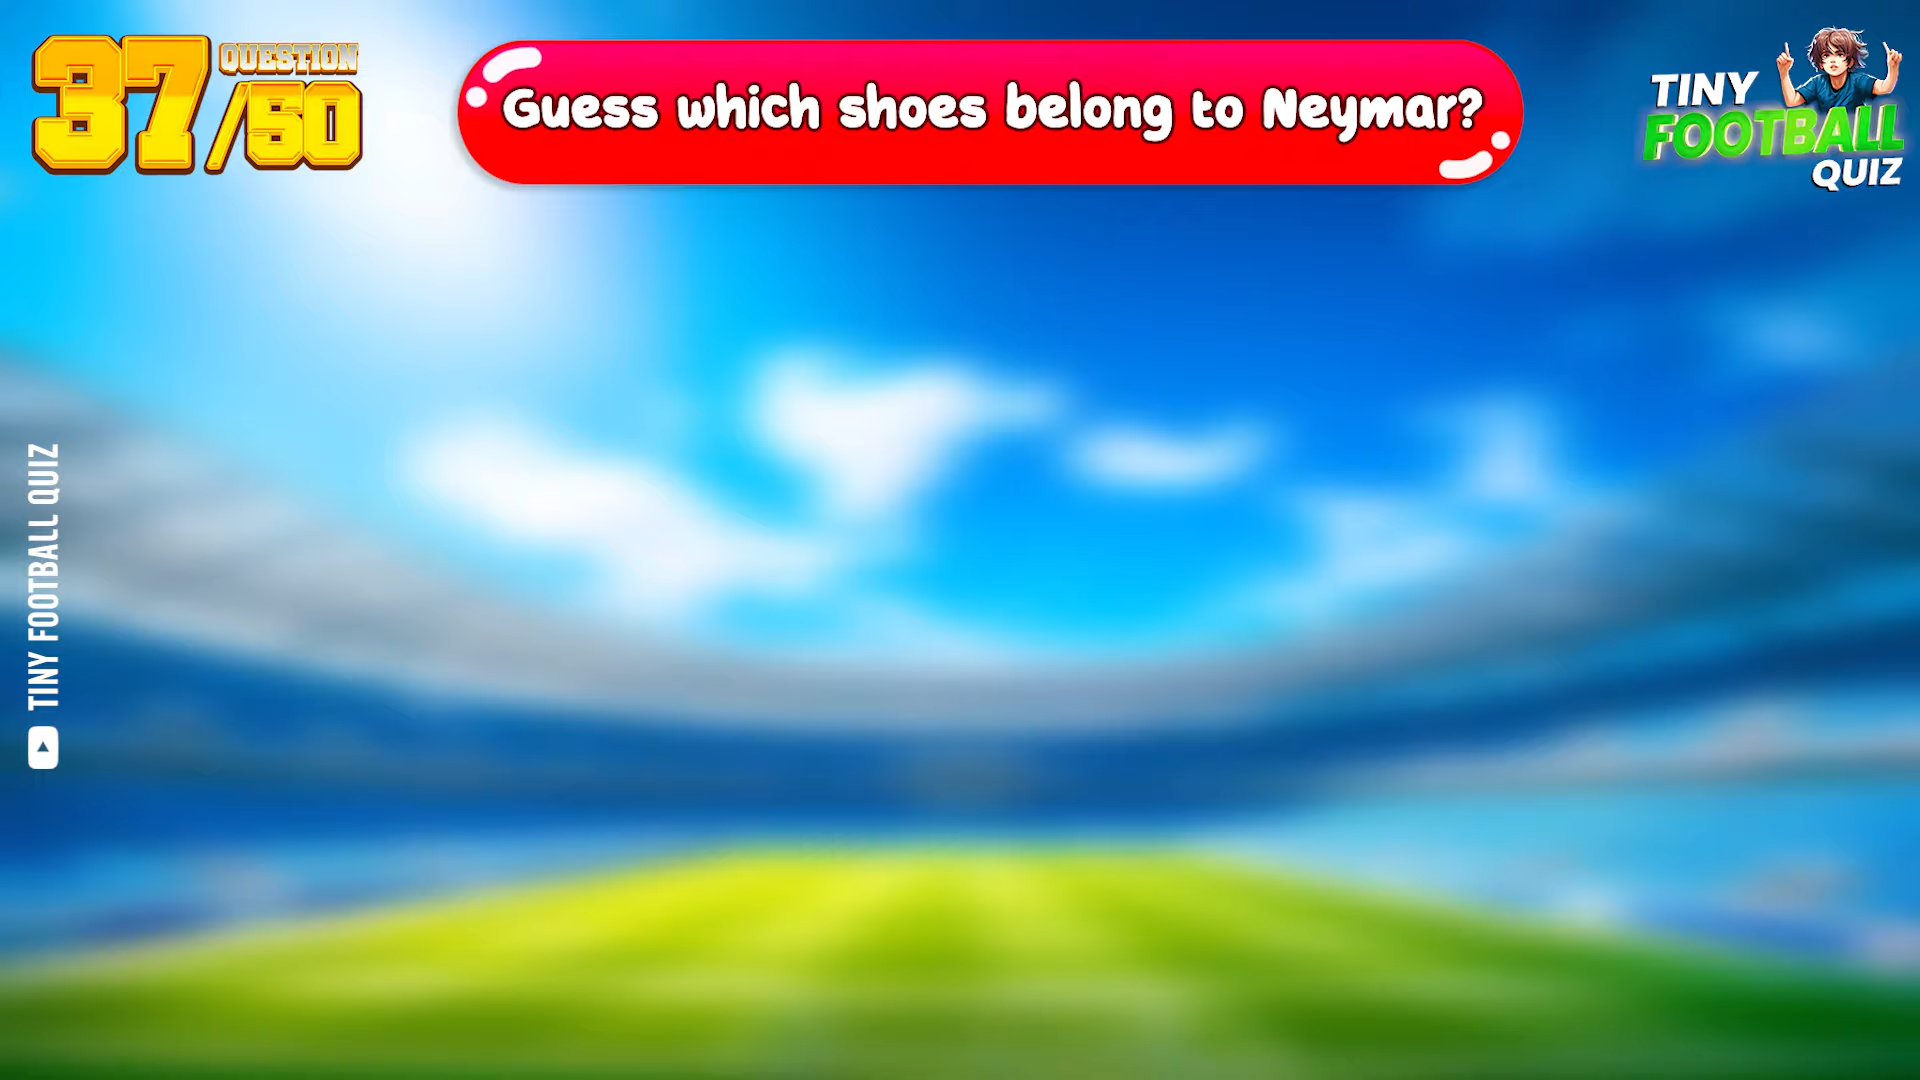 37/50
QUESTION
Guess which shoes belong to Neymar?
TINY
FOOTBALL
QUIZ
TINY FOOTBALL QUIZ